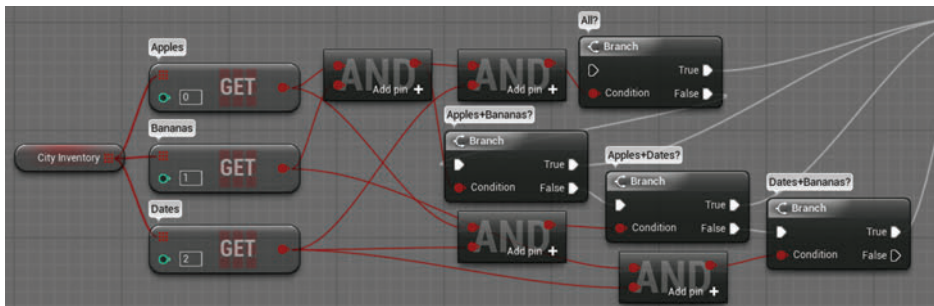 All?
Apples
Branch
GET
0
AND
Add pin +
AND
Add pin +
True
Condition
False
Bananas
Apples+Bananas?
Branch
City Inventory
GET
1
True
Condition
False
Apples+Dates?
Branch
True
Condition
False
Dates+Bananas?
Branch
True
Condition
False
Dates
GET
2
AND
Add pin +
AND
Add pin +